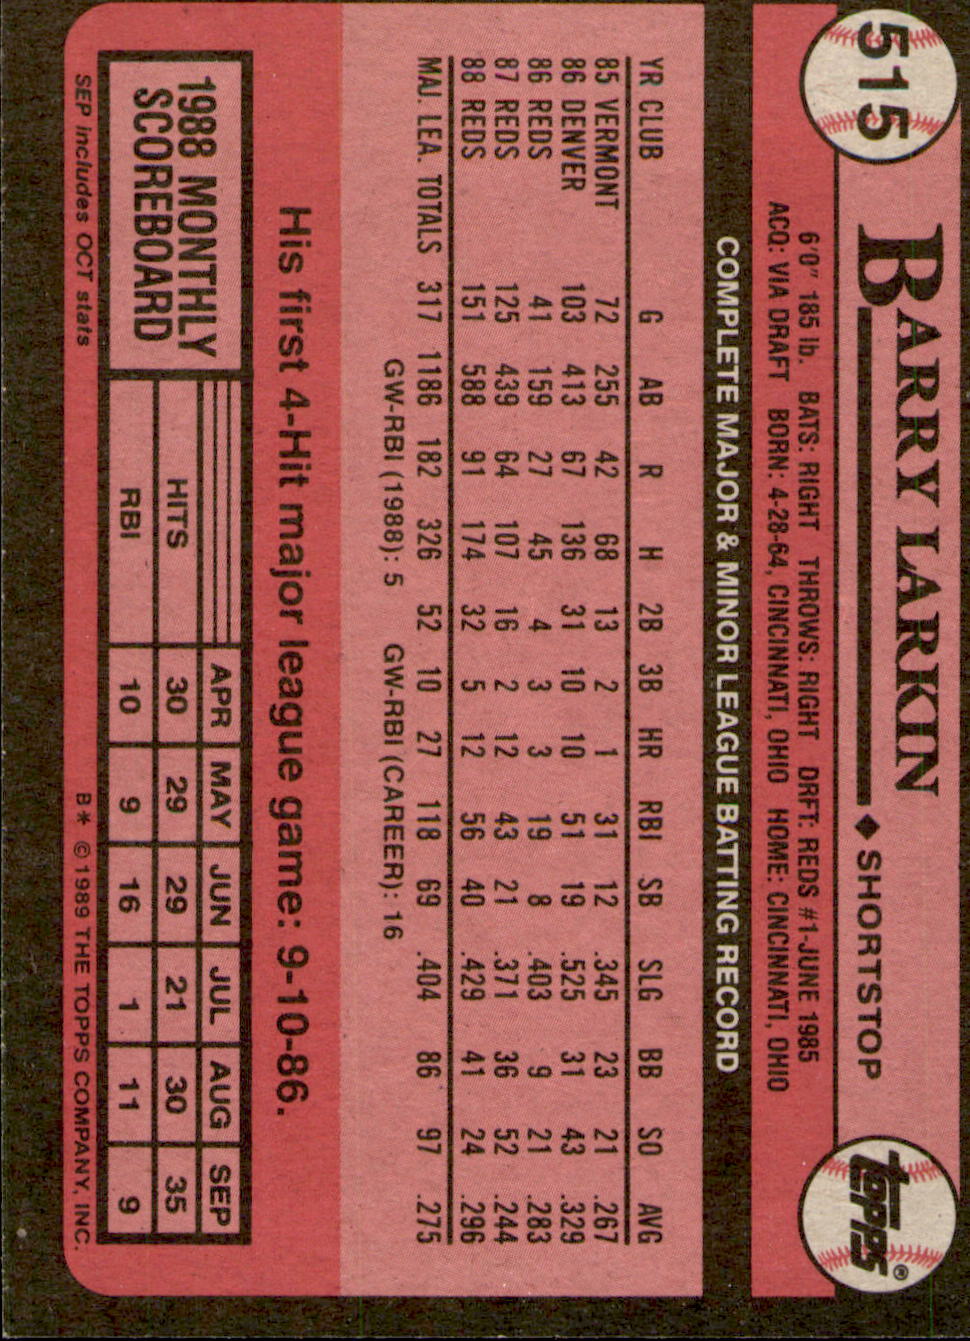 515
BARRY LARKIN ◆ SHORTSTOP
TOPPS®
6'0" 185 lb. BATS: RIGHT THROWS: RIGHT DRFT: REDS #1-JUNE 1985
ACQ: VIA DRAFT BORN: 4-28-64, CINCINNATI, OHIO HOME: CINCINNATI, OHIO
COMPLETE MAJOR & MINOR LEAGUE BATTING RECORD
YR CLUB G AB R H 2B 3B HR RBI SB SLG BB SO AVG
85 VERMONT 72 255 42 68 13 2 1 31 12 .345 23 21 .267
86 DENVER 103 413 67 136 31 10 10 51 19 .525 31 43 .329
86 REDS 41 159 27 45 4 3 3 19 8 .403 9 21 .283
87 REDS 125 439 64 107 16 2 12 43 21 .371 36 52 .244
88 REDS 151 588 91 174 32 5 12 56 40 .429 41 24 .296
MAJ. LEA. TOTALS 317 1186 182 326 52 10 27 118 69 .404 86 97 .275
GW-RBI (1988): 5 GW-RBI (CAREER): 16
His first 4-Hit major league game: 9-10-86.
1988 MONTHLY
SCOREBOARD
APR MAY JUN JUL AUG SEP
HITS 30 29 29 21 30 35
RBI 10 9 16 1 11 9
SEP includes OCT stats B* © 1989 THE TOPPS COMPANY, INC.